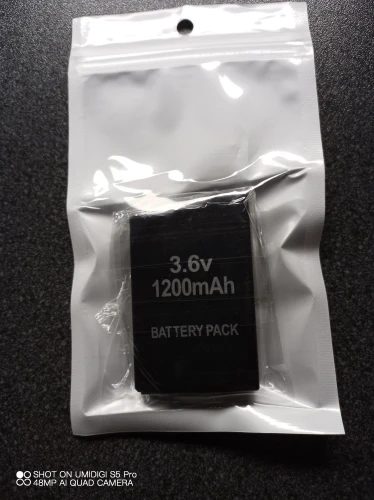 3.6v
1200mAh
BATTERY PACK
SHOT ON UMIDIGI S5 Pro
48MP AI QUAD CAMERA